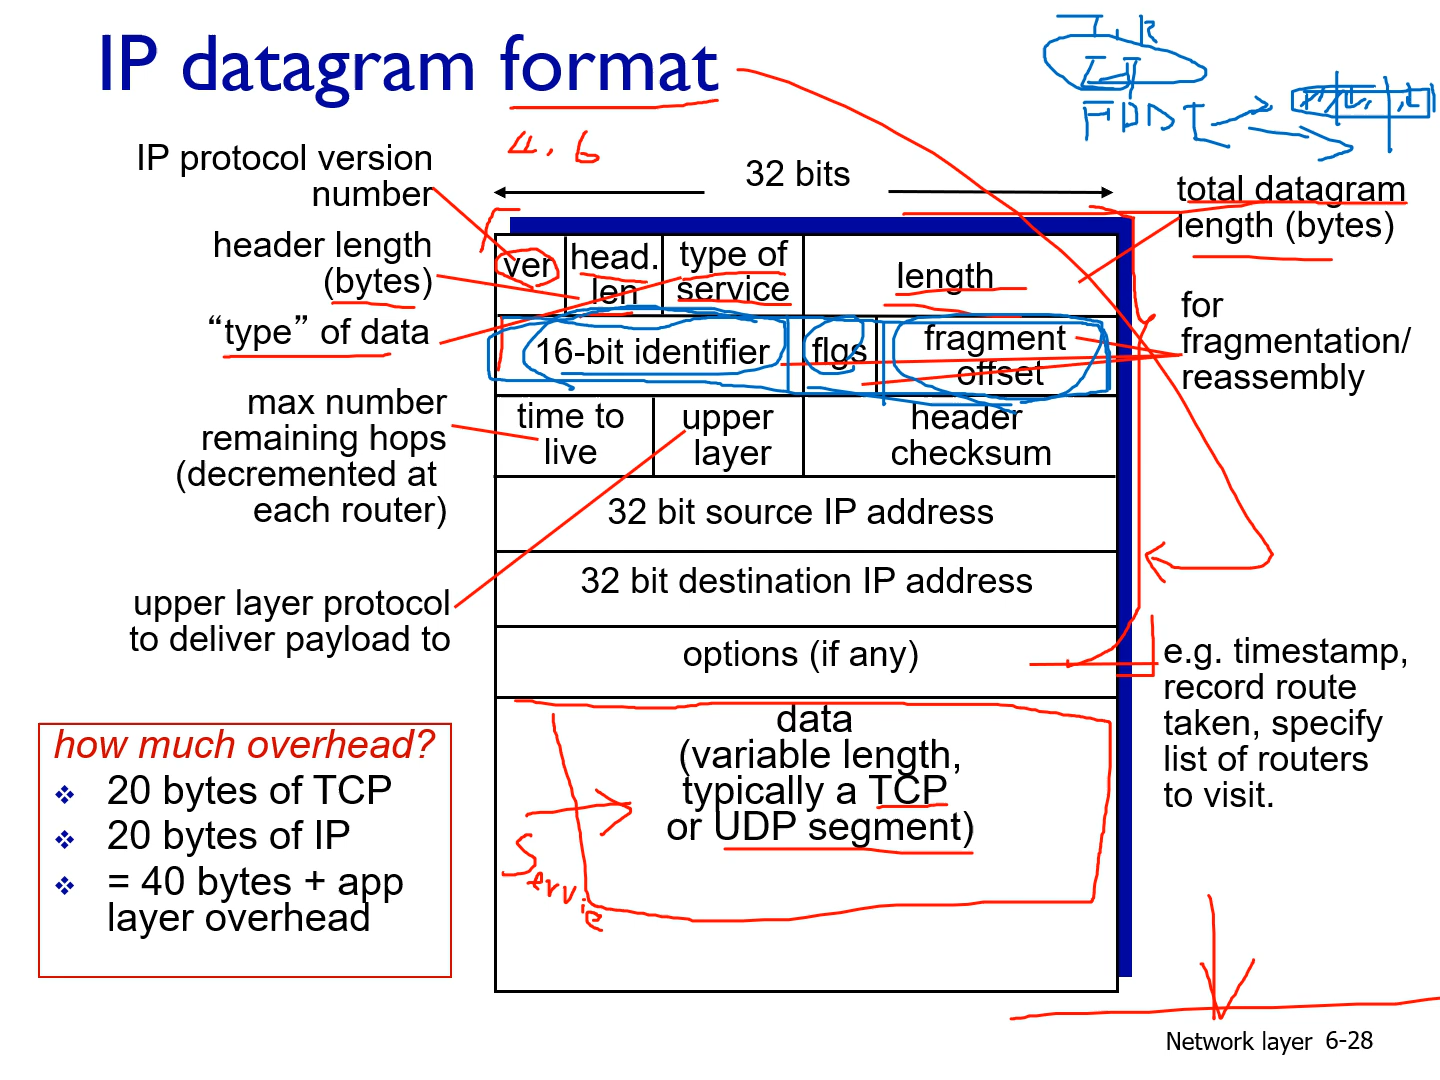 IP datagram format
4.6
FDDI
IP protocol version
number
header length
(bytes)
“type” of data
max number
remaining hops
(decremented at
each router)
upper layer protocol
to deliver payload to
32 bits
ver
head.
len
type of
service
length
16-bit identifier
flgs
fragment
offset
time to
live
upper
layer
header
checksum
32 bit source IP address
32 bit destination IP address
options (if any)
data
(variable length,
typically a TCP
or UDP segment)
Servie
total datagram
length (bytes)
for
fragmentation/
reassembly
e.g. timestamp,
record route
taken, specify
list of routers
to visit.
how much overhead?
❖ 20 bytes of TCP
❖ 20 bytes of IP
❖ = 40 bytes + app
layer overhead
Network layer 6-28